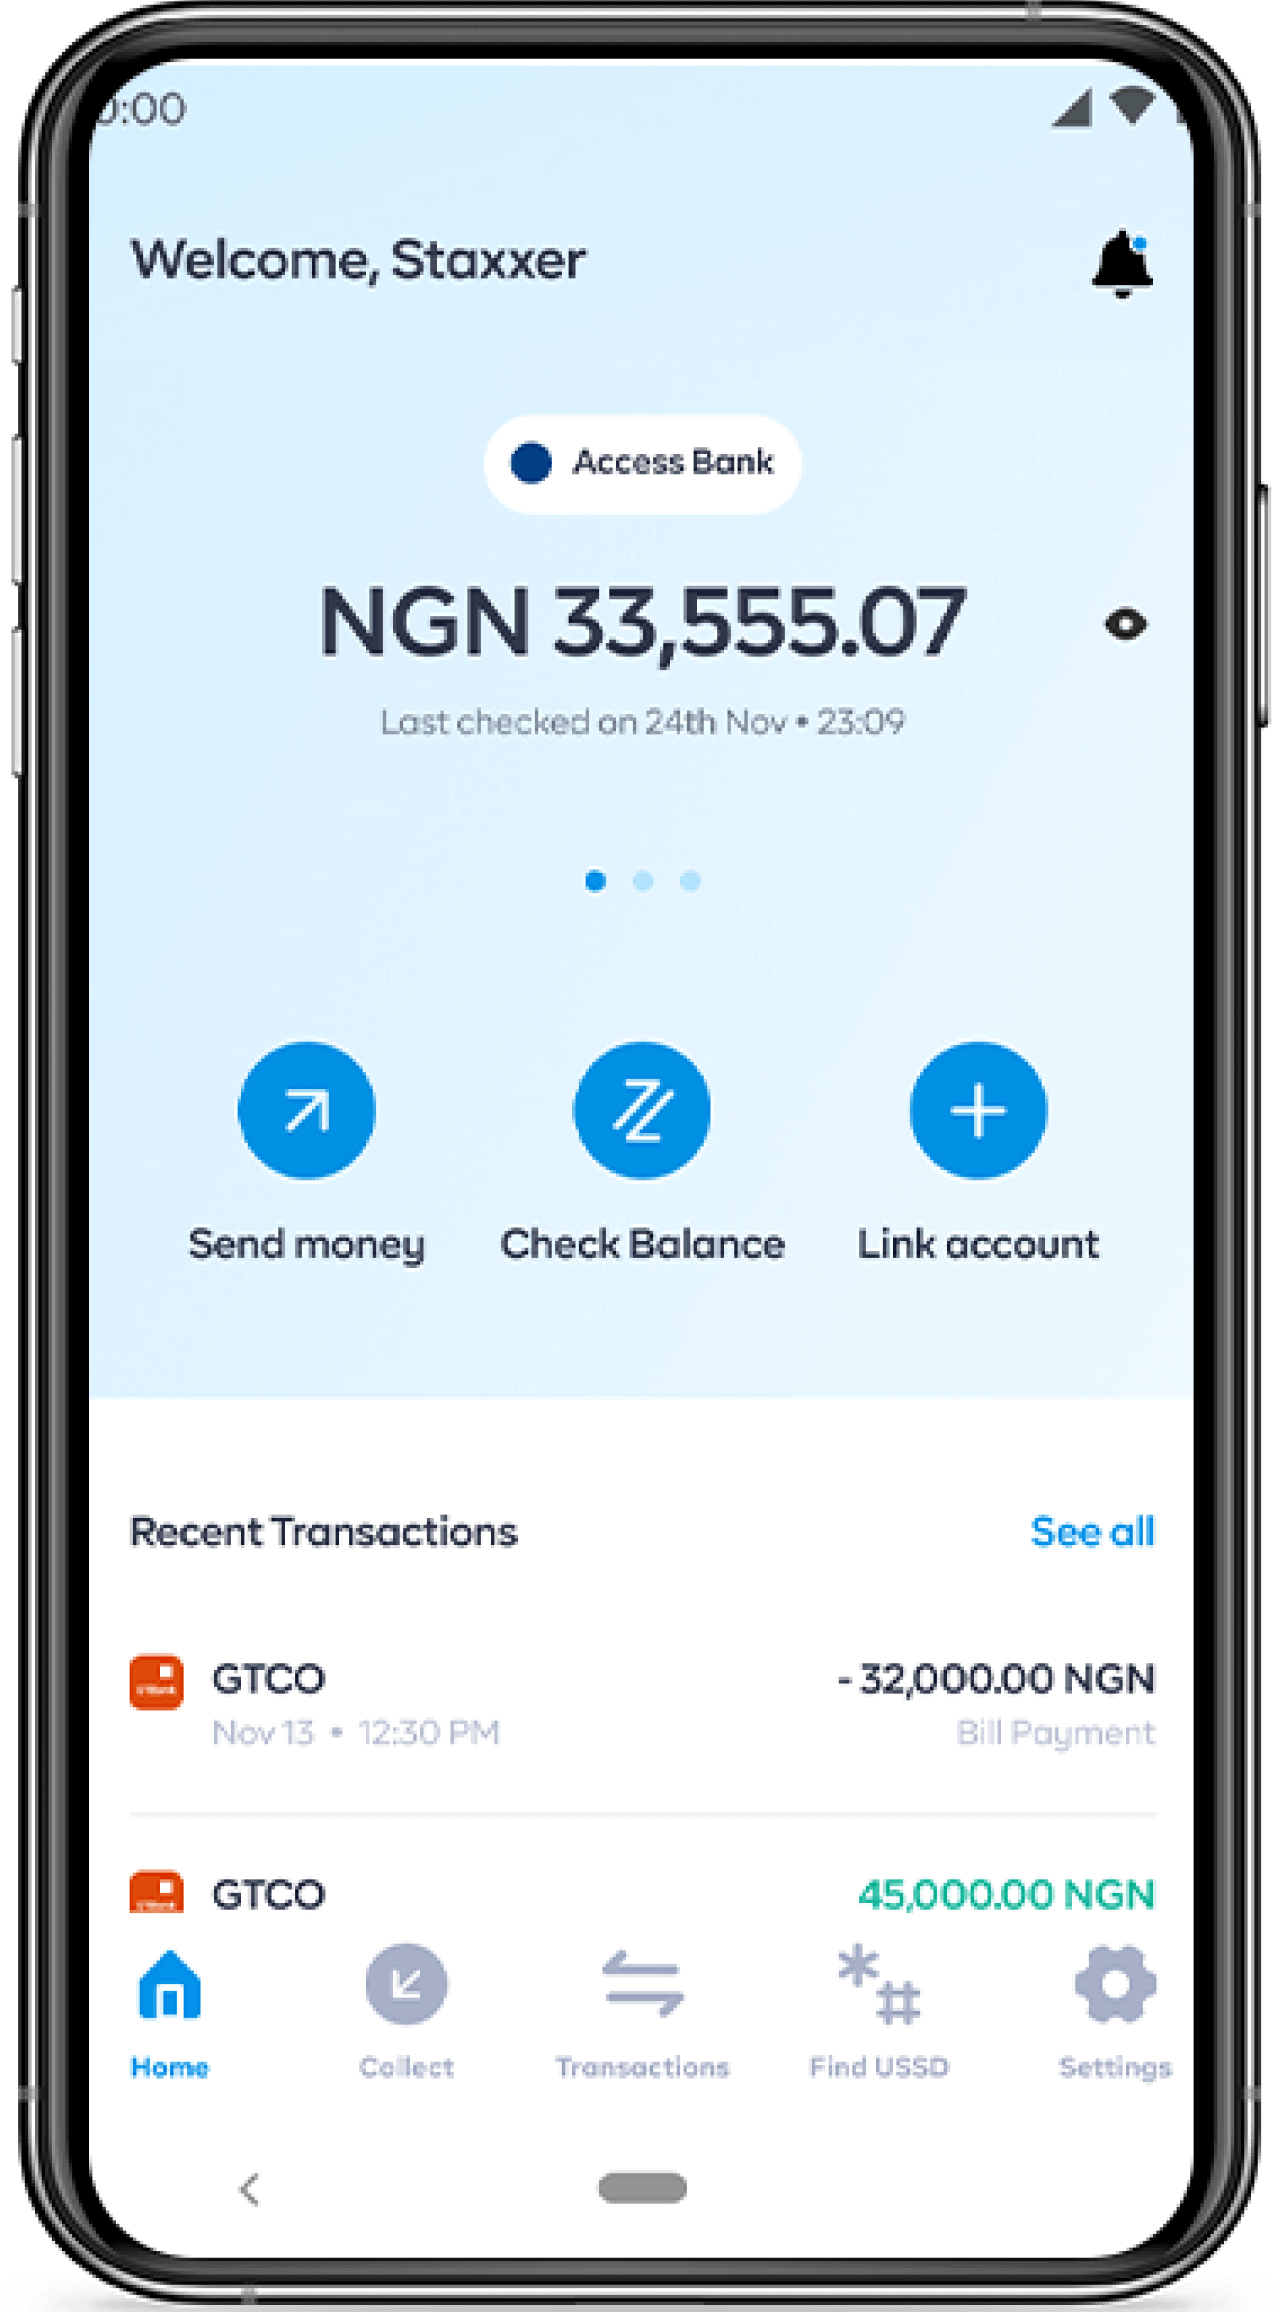 0:00
Welcome, Staxxer
Access Bank
NGN 33,555.07
Last checked on 24th Nov • 23:09
Send money
Check Balance
Link account
Recent Transactions
See all
GTCO
- 32,000.00 NGN
Nov 13 • 12:30 PM
Bill Payment
GTCO
45,000.00 NGN
Home
Collect
Transactions
Find USSD
Settings